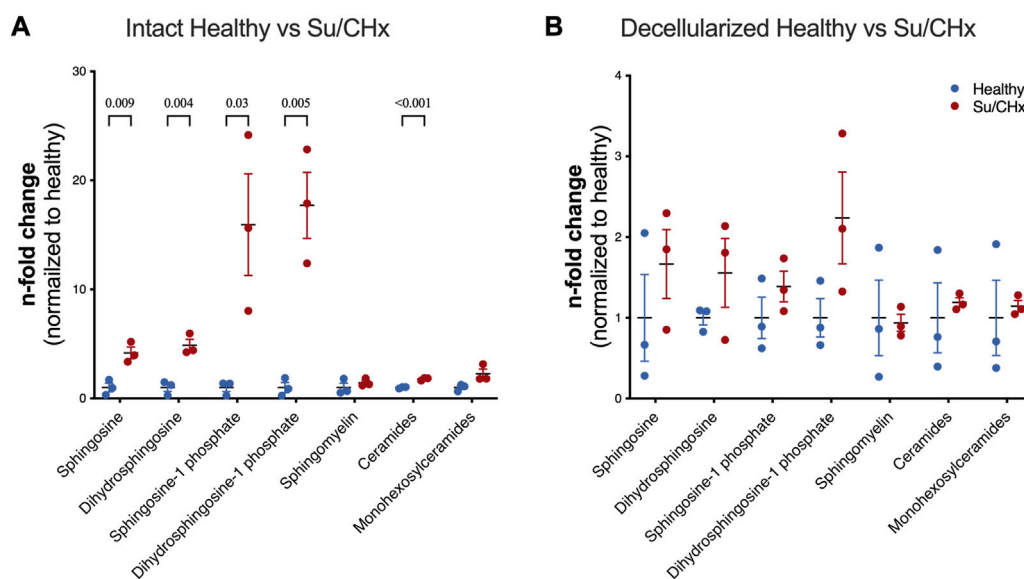 A
Intact Healthy vs Su/CHx
n-fold change
(normalized to healthy)
30
20
10
0
0.009
0.004
0.03
0.005
<0.001
Sphingosine
Dihydrosphingosine
Sphingosine-1 phosphate
Dihydrosphingosine-1 phosphate
Sphingomyelin
Ceramides
Monohexosylceramides
B
Decellularized Healthy vs Su/CHx
n-fold change
(normalized to healthy)
4
3
2
1
0
Healthy
Su/CHx
Sphingosine
Dihydrosphingosine
Sphingosine-1 phosphate
Dihydrosphingosine-1 phosphate
Sphingomyelin
Ceramides
Monohexosylceramides